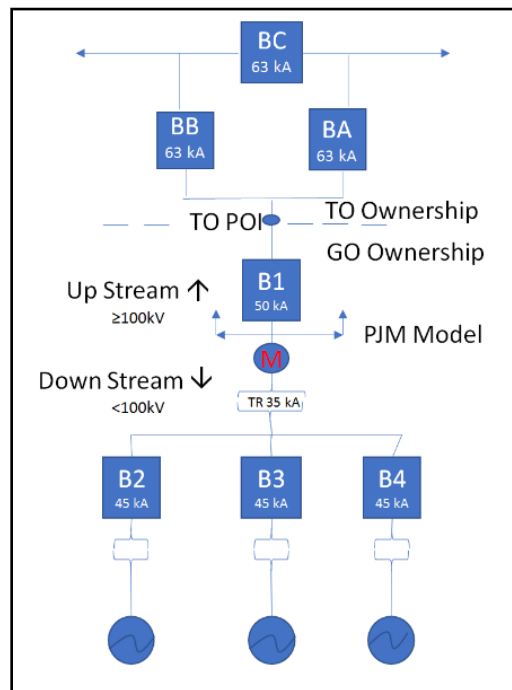 BC
63 kA
BB
63 kA
BA
63 kA
TO POI
TO Ownership
GO Ownership
B1
50 kA
Up Stream ↑
≥100kV
PJM Model
M
Down Stream ↓
<100kV
TR 35 kA
B2
45 kA
B3
45 kA
B4
45 kA